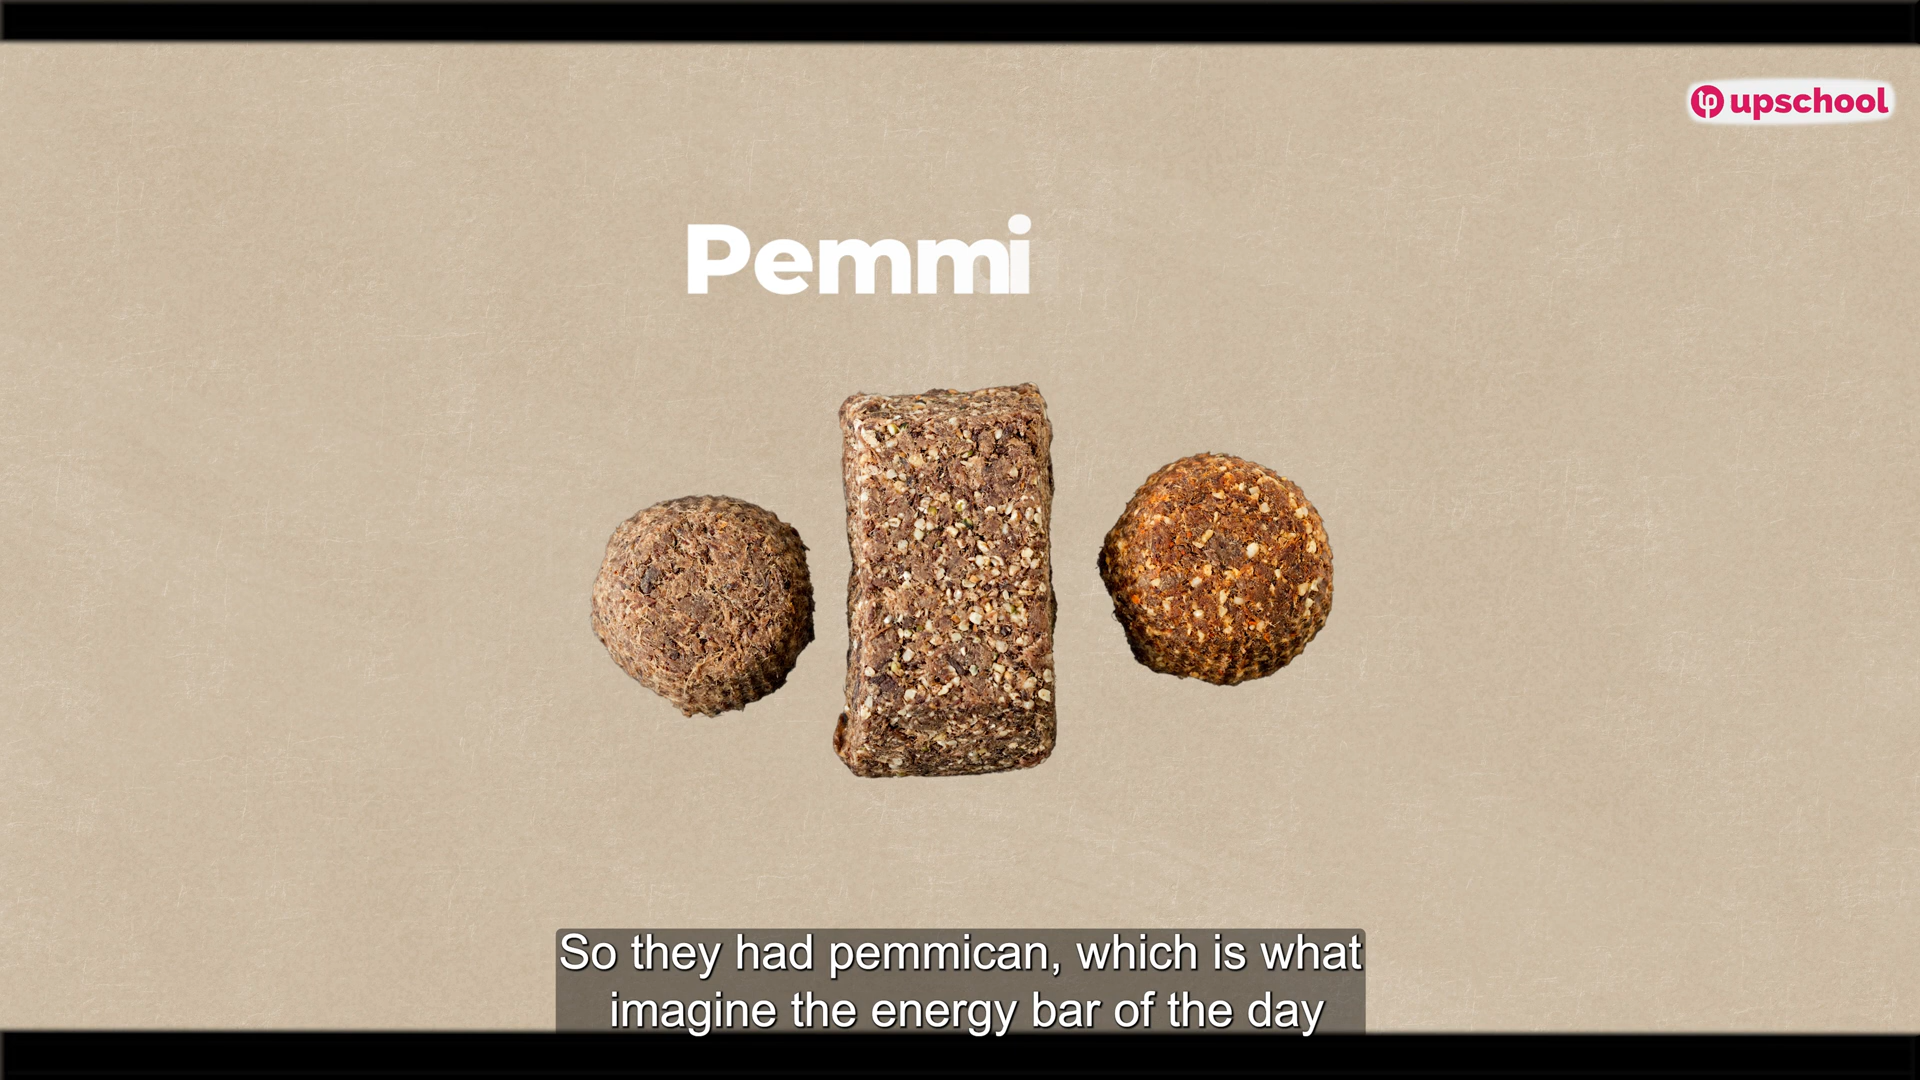 upschool
Pemmi
So they had pemmican, which is what
imagine the energy bar of the day